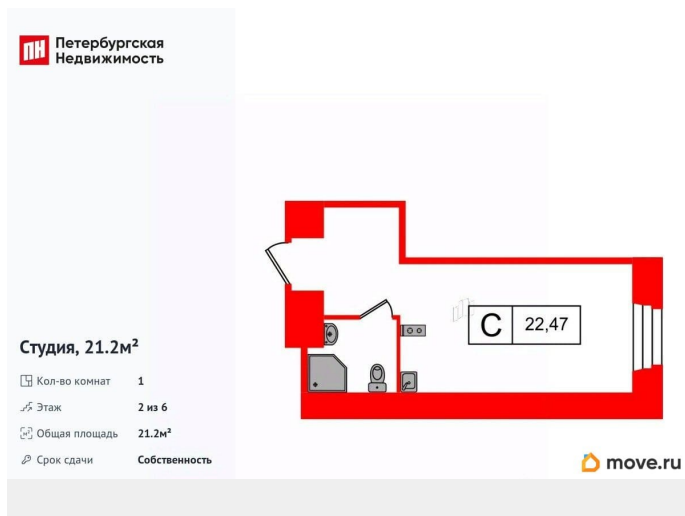 ПН Петербургская
Недвижимость
Студия, 21.2м²
Кол-во комнат 1
Этаж 2 из 6
Общая площадь 21.2м²
Срок сдачи Собственность
С 22,47
move.ru